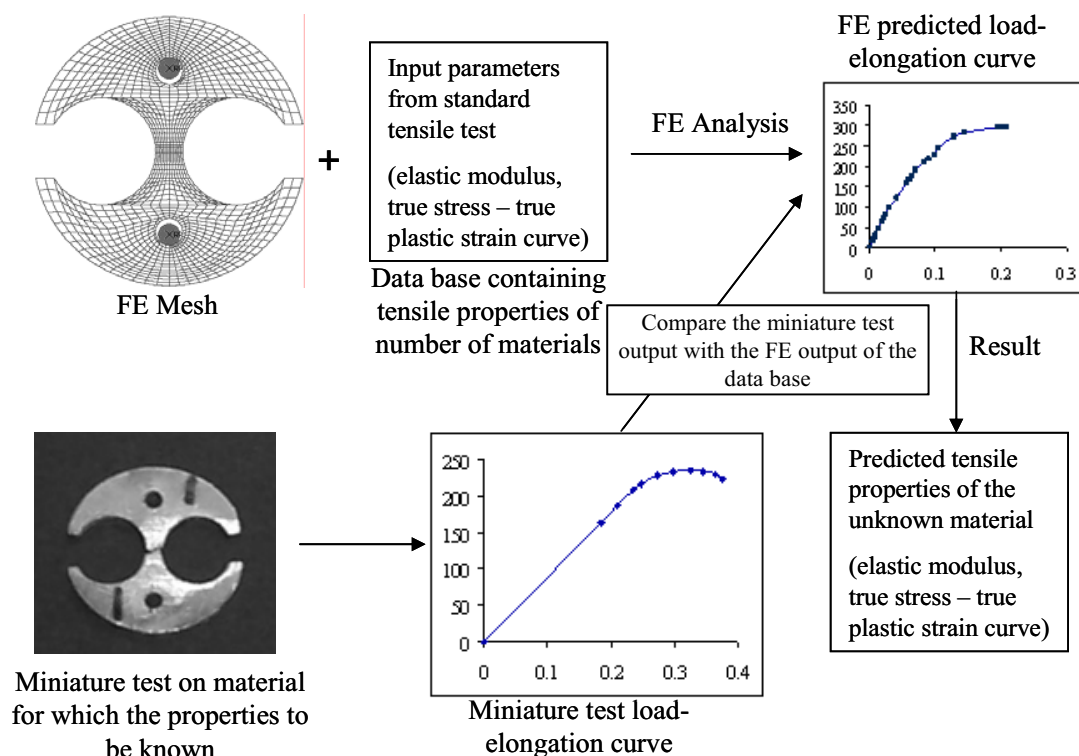 FE Mesh
+
Input parameters
from standard
tensile test
(elastic modulus,
true stress – true
plastic strain curve)
Data base containing
tensile properties of
number of materials
FE Analysis
FE predicted load-
elongation curve
350
300
250
200
150
100
50
0
0
0.1
0.2
0.3
Compare the miniature test
output with the FE output of the
data base
Result
Miniature test on material
for which the properties to
be known
250
200
150
100
50
0
0
0.1
0.2
0.3
0.4
Miniature test load-
elongation curve
Predicted tensile
properties of the
unknown material
(elastic modulus,
true stress – true
plastic strain curve)